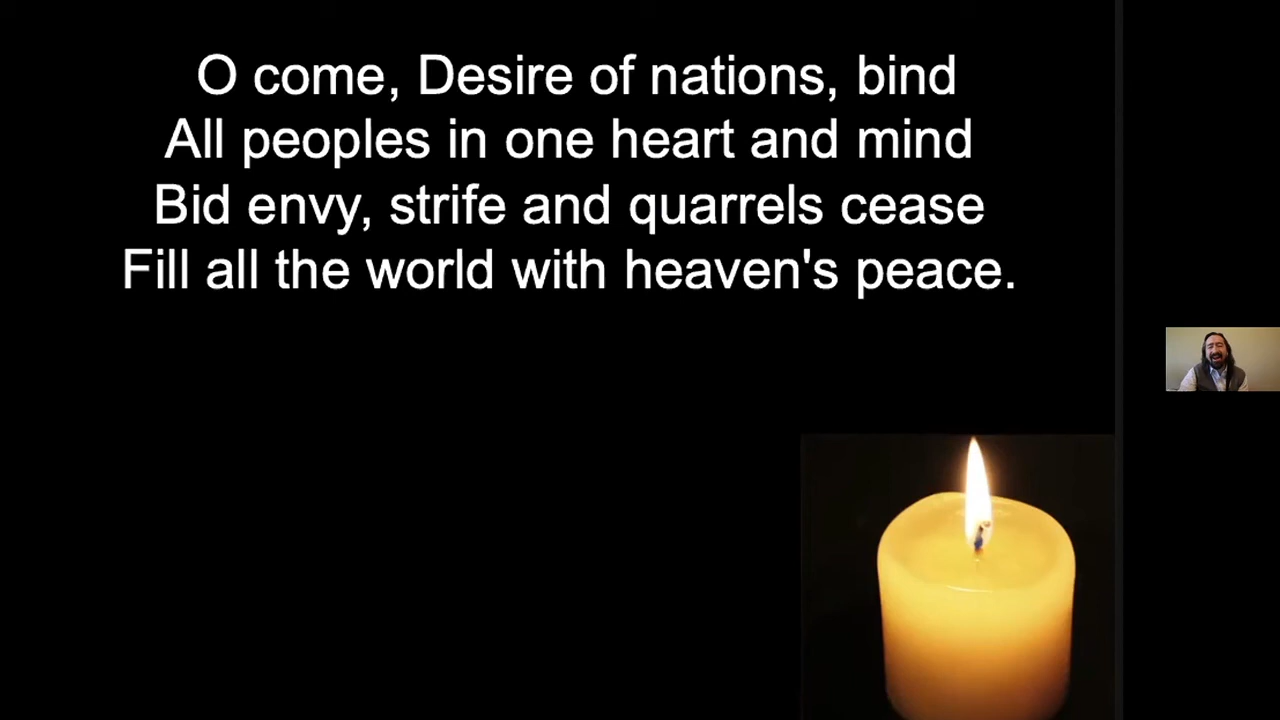 O come, Desire of nations, bind
All peoples in one heart and mind
Bid envy, strife and quarrels cease
Fill all the world with heaven's peace.